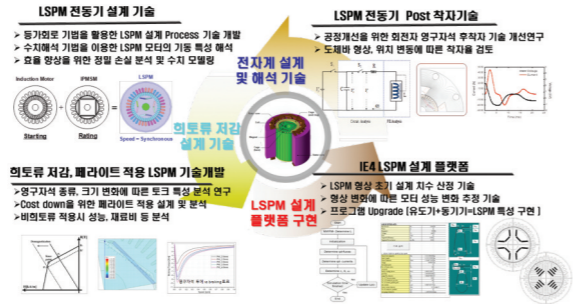 LSPM 전동기 설계 기술
➢등가회로 기법을 활용한 LSPM 설계 Process 기술 개발
➢수치해석 기법을 이용한 LSPM 모터의 기동 특성 해석
➢효율 향상을 위한 정밀 손실 분석 및 수치 모델링
Induction Motor
IPMSM
LSPM
+
=
Starting
Rating
Speed = Synchronous
LSPM 전동기 Post 착자기술
➢공정개선을 위한 회전자 영구자석 후착자 기술 개선연구
➢도체바 형상, 위치 변동에 따른 착자율 검토
전자계 설계
및 해석 기술
희토류 저감
설계 기술
LSPM 설계
플랫폼 구현
희토류 저감, 페라이트 적용 LSPM 기술개발
➢영구자석 종류, 크기 변화에 따른 토크 특성 분석 연구
➢Cost down을 위한 페라이트 적용 설계 및 분석
➢비희토류 적용시 성능, 재료비 등 분석
IE4 LSPM 설계 플랫폼
➢LSPM 형상 초기 설계 치수 산정 기술
➢형상 변화에 따른 모터 성능 변화 추정 기술
➢프로그램 Upgrade [유도기+동기기=LSPM 특성 구현 ]